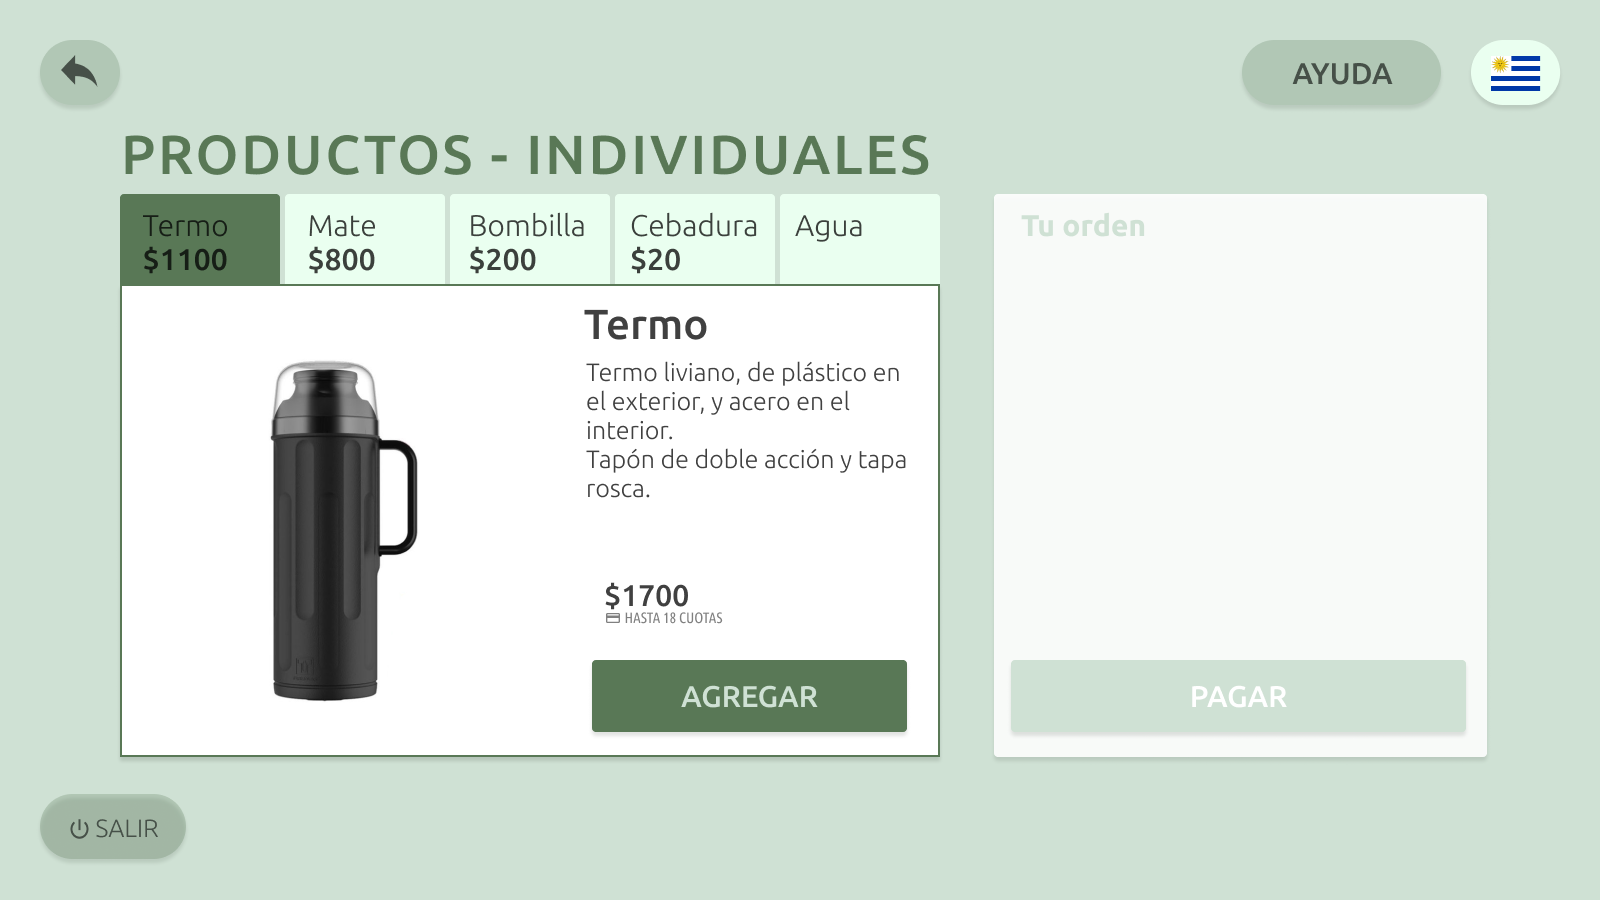 AYUDA
PRODUCTOS - INDIVIDUALES
Termo
$1100
Mate
$800
Bombilla
$200
Cebadura
$20
Agua
Termo
Termo liviano, de plástico en
el exterior, y acero en el
interior.
Tapón de doble acción y tapa
rosca.
$1700
HASTA 18 CUOTAS
AGREGAR
Tu orden
PAGAR
SALIR